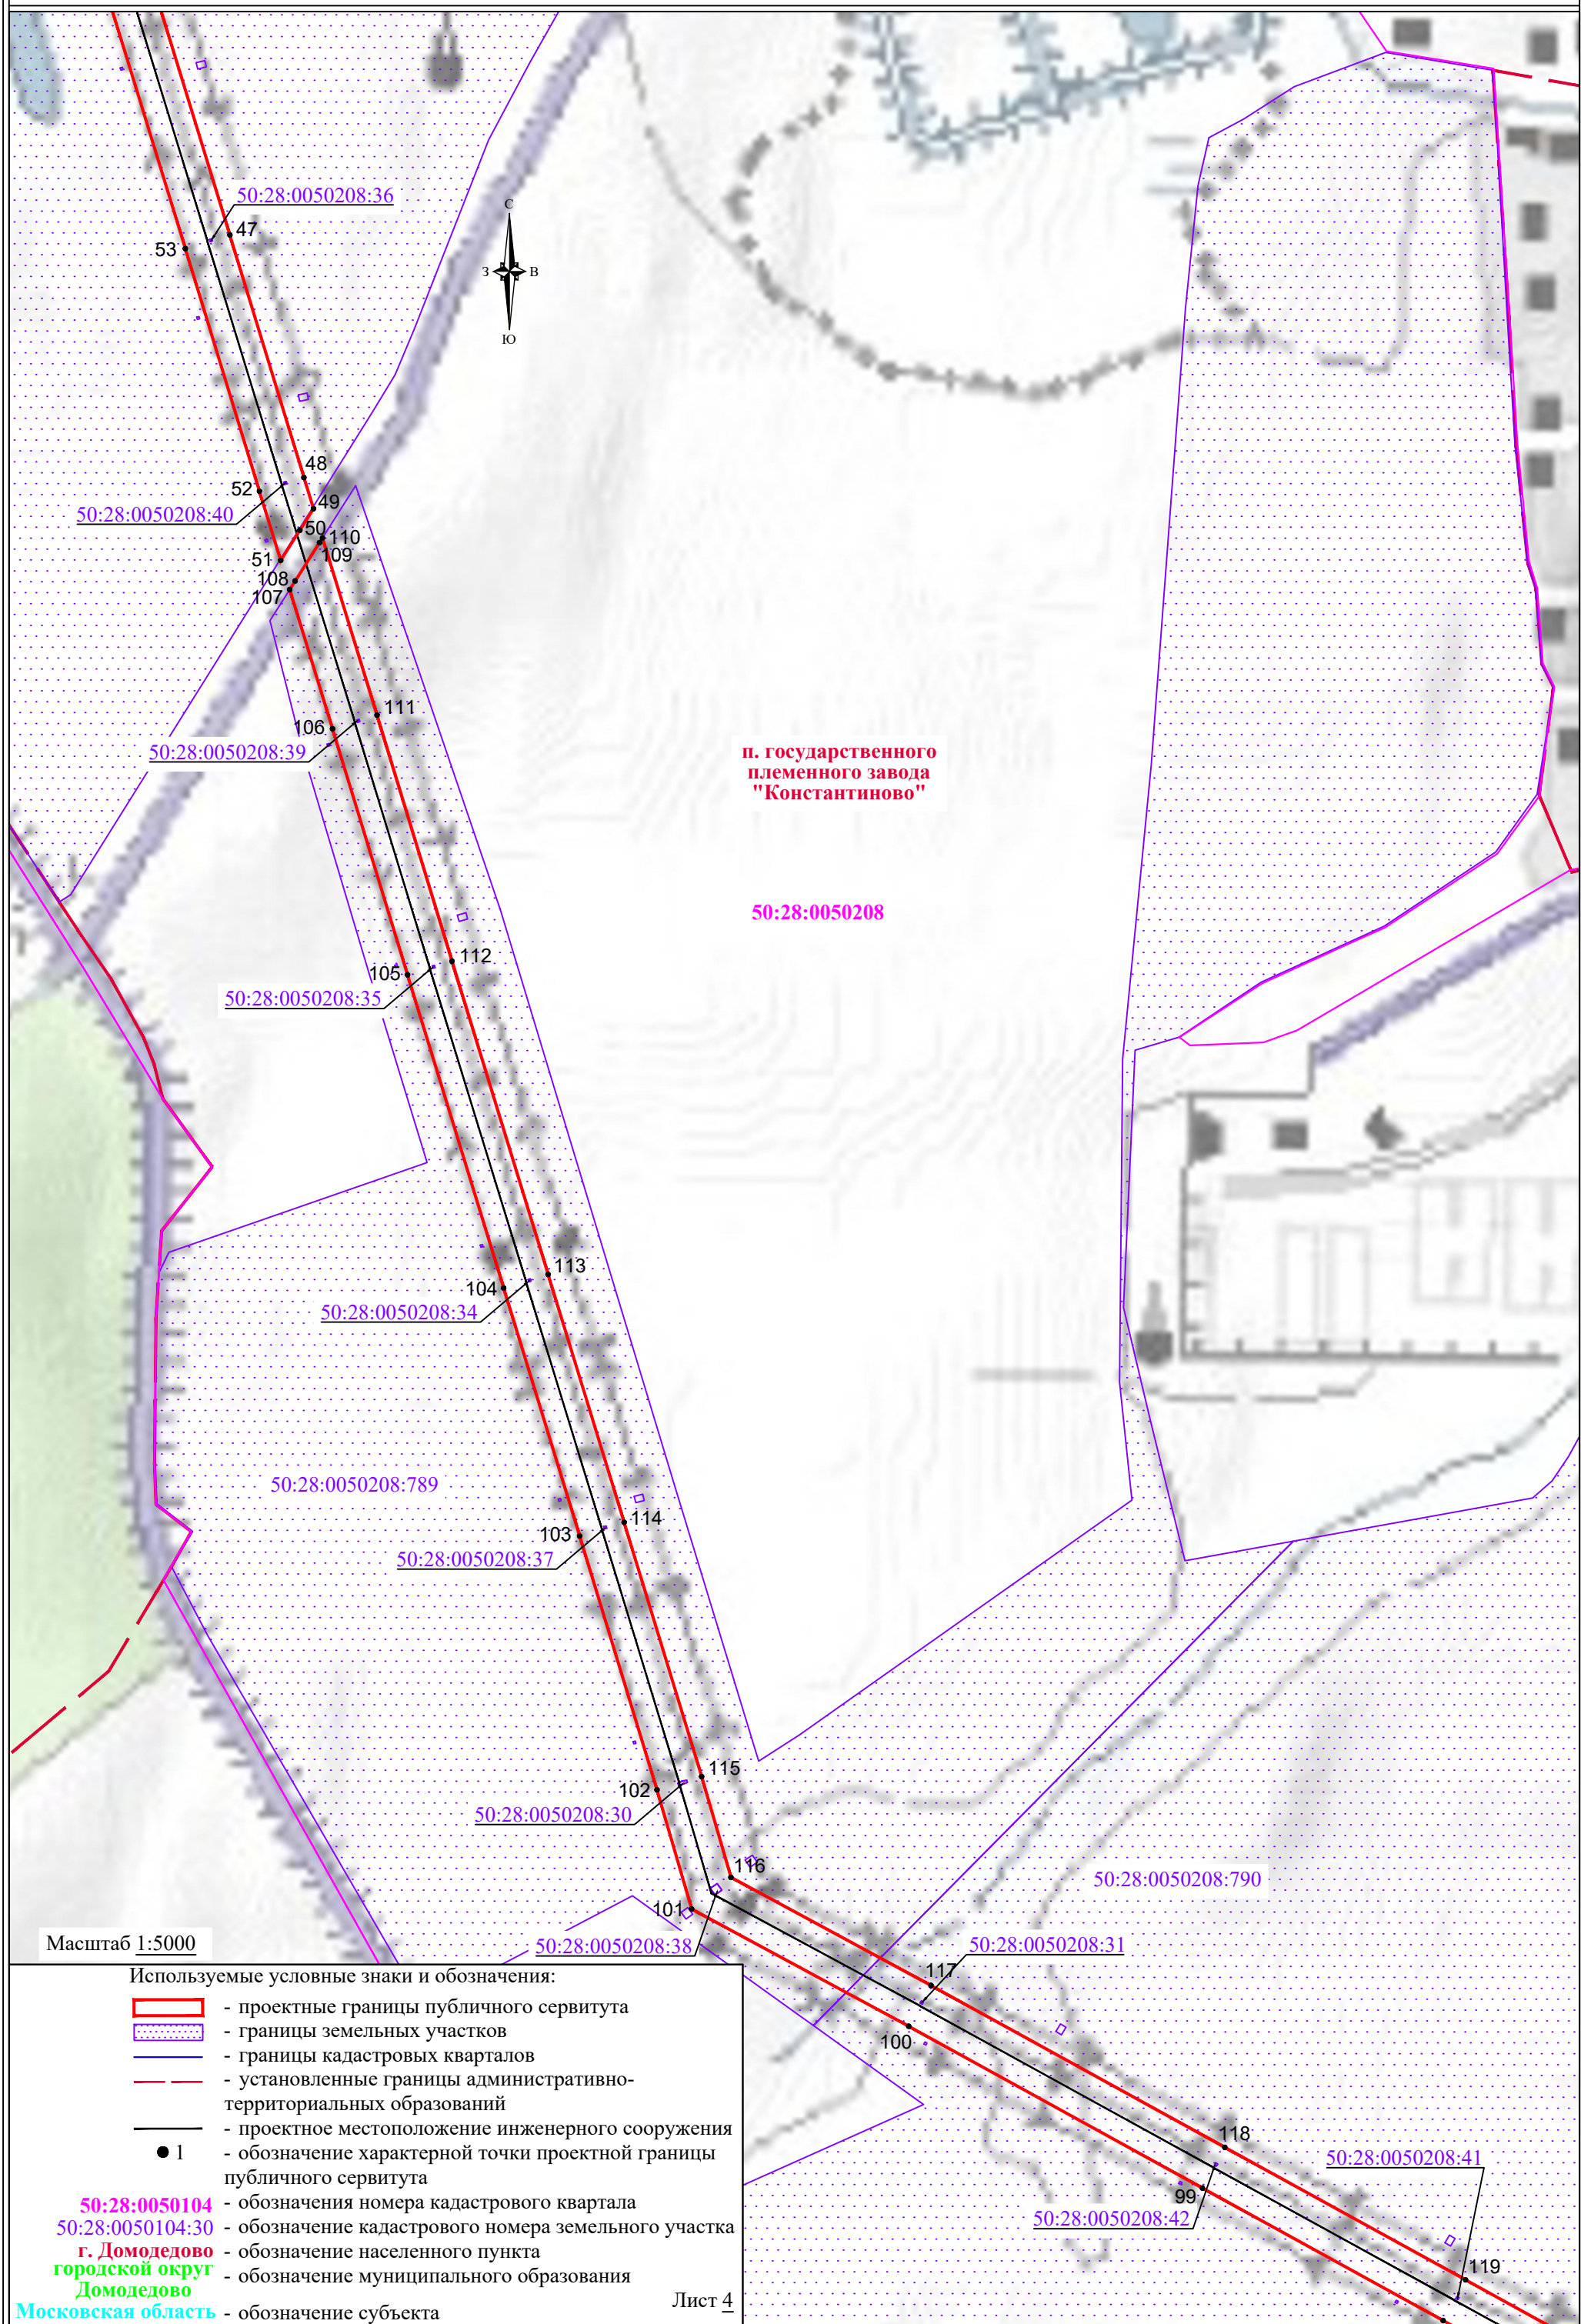 50:28:0050208:36
47
53
С
З
В
Ю
48
52
49
50:28:0050208:40
50
110
109
51
108
107
111
106
50:28:0050208:39
п. государственного
племенного завода
"Константиново"
50:28:0050208
112
105
50:28:0050208:35
113
104
50:28:0050208:34
50:28:0050208:789
114
103
50:28:0050208:37
115
102
50:28:0050208:30
116
50:28:0050208:790
101
50:28:0050208:38
50:28:0050208:31
117
100
118
50:28:0050208:41
99
50:28:0050208:42
119
Масштаб 1:5000
Используемые условные знаки и обозначения:
- проектные границы публичного сервитута
- границы земельных участков
- границы кадастровых кварталов
- установленные границы административно-
территориальных образований
- проектное местоположение инженерного сооружения
1 - обозначение характерной точки проектной границы
публичного сервитута
50:28:0050104 - обозначения номера кадастрового квартала
50:28:0050104:30 - обозначение кадастрового номера земельного участка
г. Домодедово - обозначение населенного пункта
городской округ
Домодедово - обозначение муниципального образования
Московская область - обозначение субъекта
Лист 4